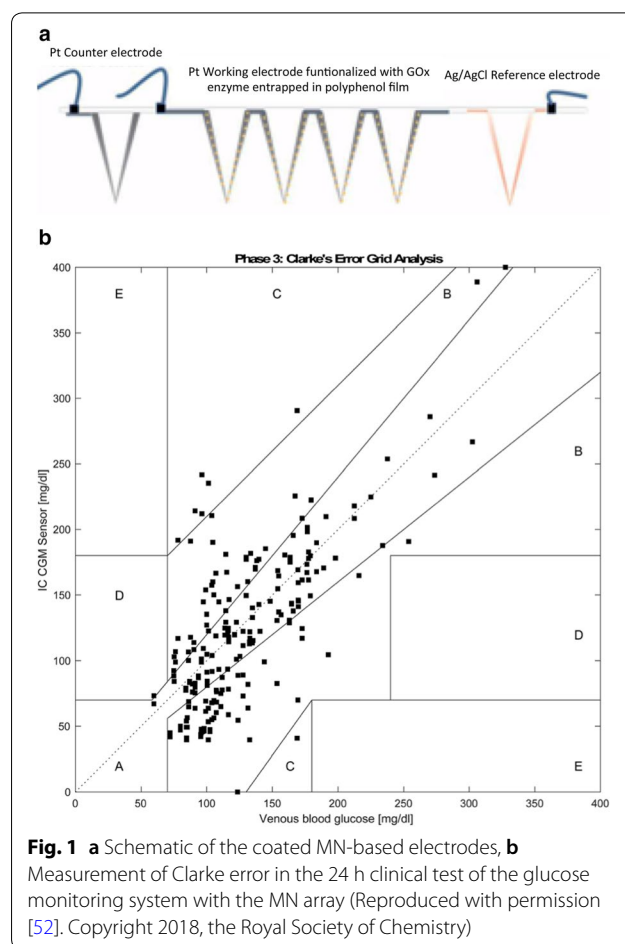 a
Pt Counter electrode
Pt Working electrode funtionalized with GOx
enzyme entrapped in polyphenol film
Ag/AgCl Reference electrode
b
Phase 3: Clarke's Error Grid Analysis
400
350
300
250
200
150
100
50
0
IC CGM Sensor [mg/dl]
E
C
B
B
D
D
A
C
E
0
50
100
150
200
250
300
350
400
Venous blood glucose [mg/dl]
Fig. 1 a Schematic of the coated MN-based electrodes, b
Measurement of Clarke error in the 24 h clinical test of the glucose
monitoring system with the MN array (Reproduced with permission
[52]. Copyright 2018, the Royal Society of Chemistry)